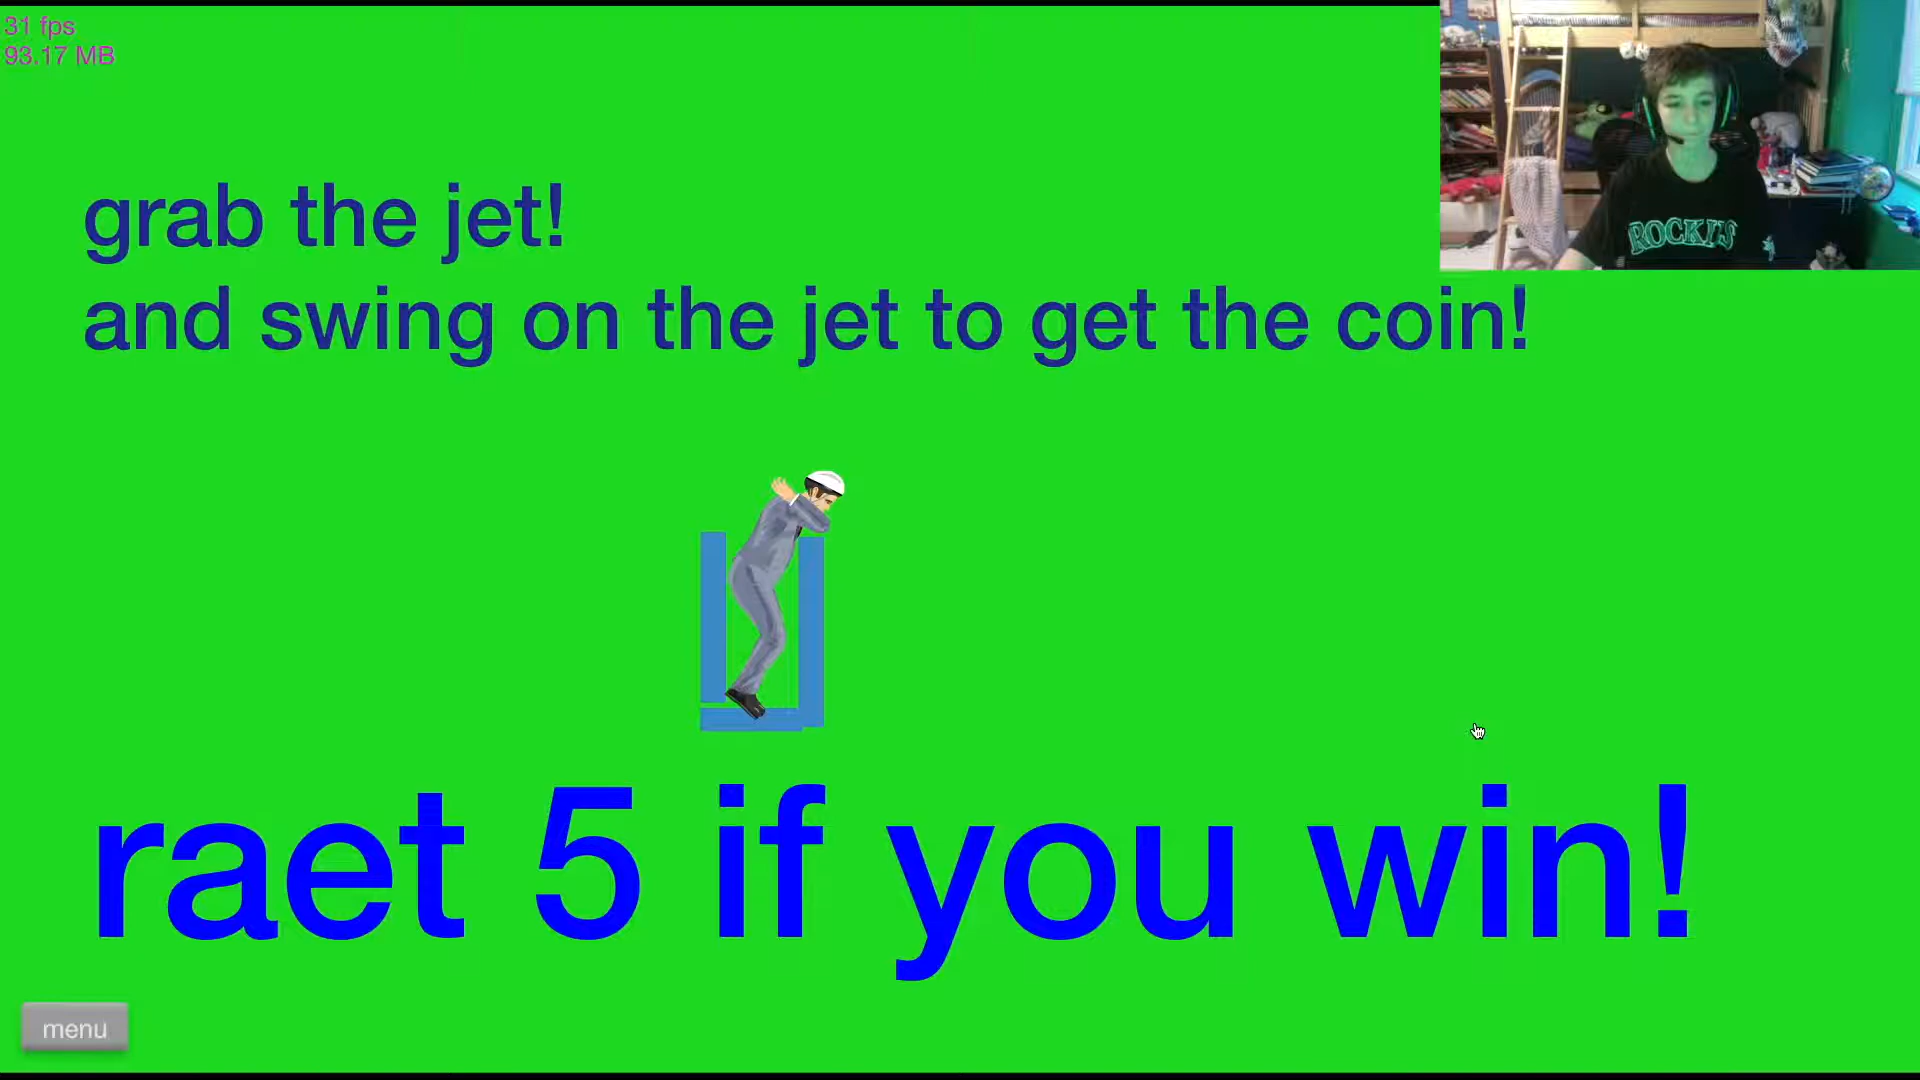 31 fps
93.17 MB
grab the jet!
and swing on the jet to get the coin!
ROCKITS
raet 5 if you win!
menu